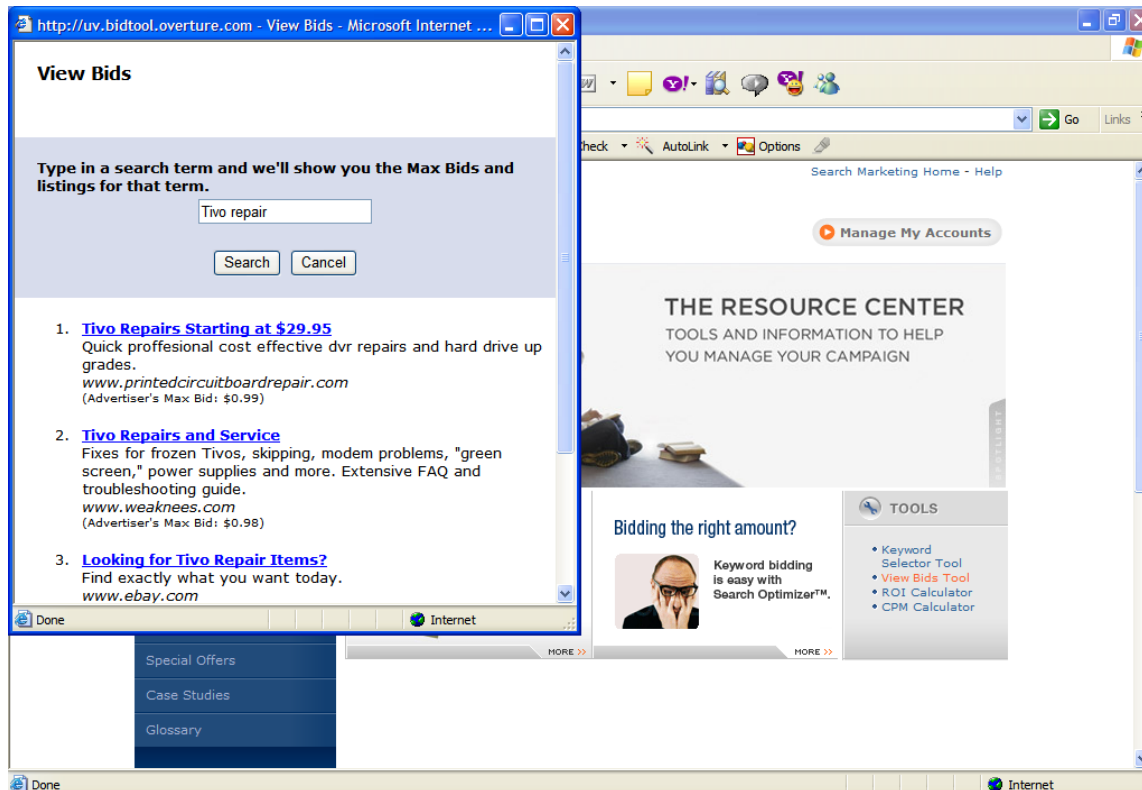 http://uv.bidtool.overture.com - View Bids - Microsoft Internet ...
View Bids
Type in a search term and we'll show you the Max Bids and
listings for that term.
Tivo repair
Search Cancel
1. Tivo Repairs Starting at $29.95
Quick proffesional cost effective dvr repairs and hard drive up
grades.
www.printedcircuitboardrepair.com
(Advertiser's Max Bid: $0.99)
2. Tivo Repairs and Service
Fixes for frozen Tivos, skipping, modem problems, "green
screen," power supplies and more. Extensive FAQ and
troubleshooting guide.
www.weaknees.com
(Advertiser's Max Bid: $0.98)
3. Looking for Tivo Repair Items?
Find exactly what you want today.
www.ebay.com
Done Internet
Go Links
AutoLink Options
Search Marketing Home - Help
Manage My Accounts
THE RESOURCE CENTER
TOOLS AND INFORMATION TO HELP
YOU MANAGE YOUR CAMPAIGN
SPOTLIGHT
Bidding the right amount?
Keyword bidding
is easy with
Search Optimizer™.
MORE >>
MORE >>
TOOLS
• Keyword
Selector Tool
• View Bids Tool
• ROI Calculator
• CPM Calculator
Special Offers
Case Studies
Glossary
Done Internet